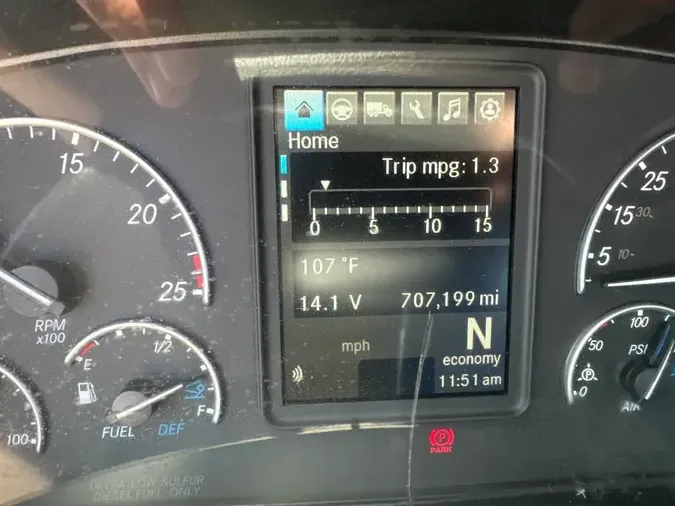 Home
Trip mpg: 1.3
0 5 10 15
107 °F
14.1 V 707,199 mi
mph
N
economy
11:51 am
15
20
25
RPM
x100
E 1/2 F
FUEL DEF
100
ULTRA LOW SULFUR
DIESEL FUEL ONLY
25
15 30
5 10
50 100
PSI
0
AIR
P
PARK